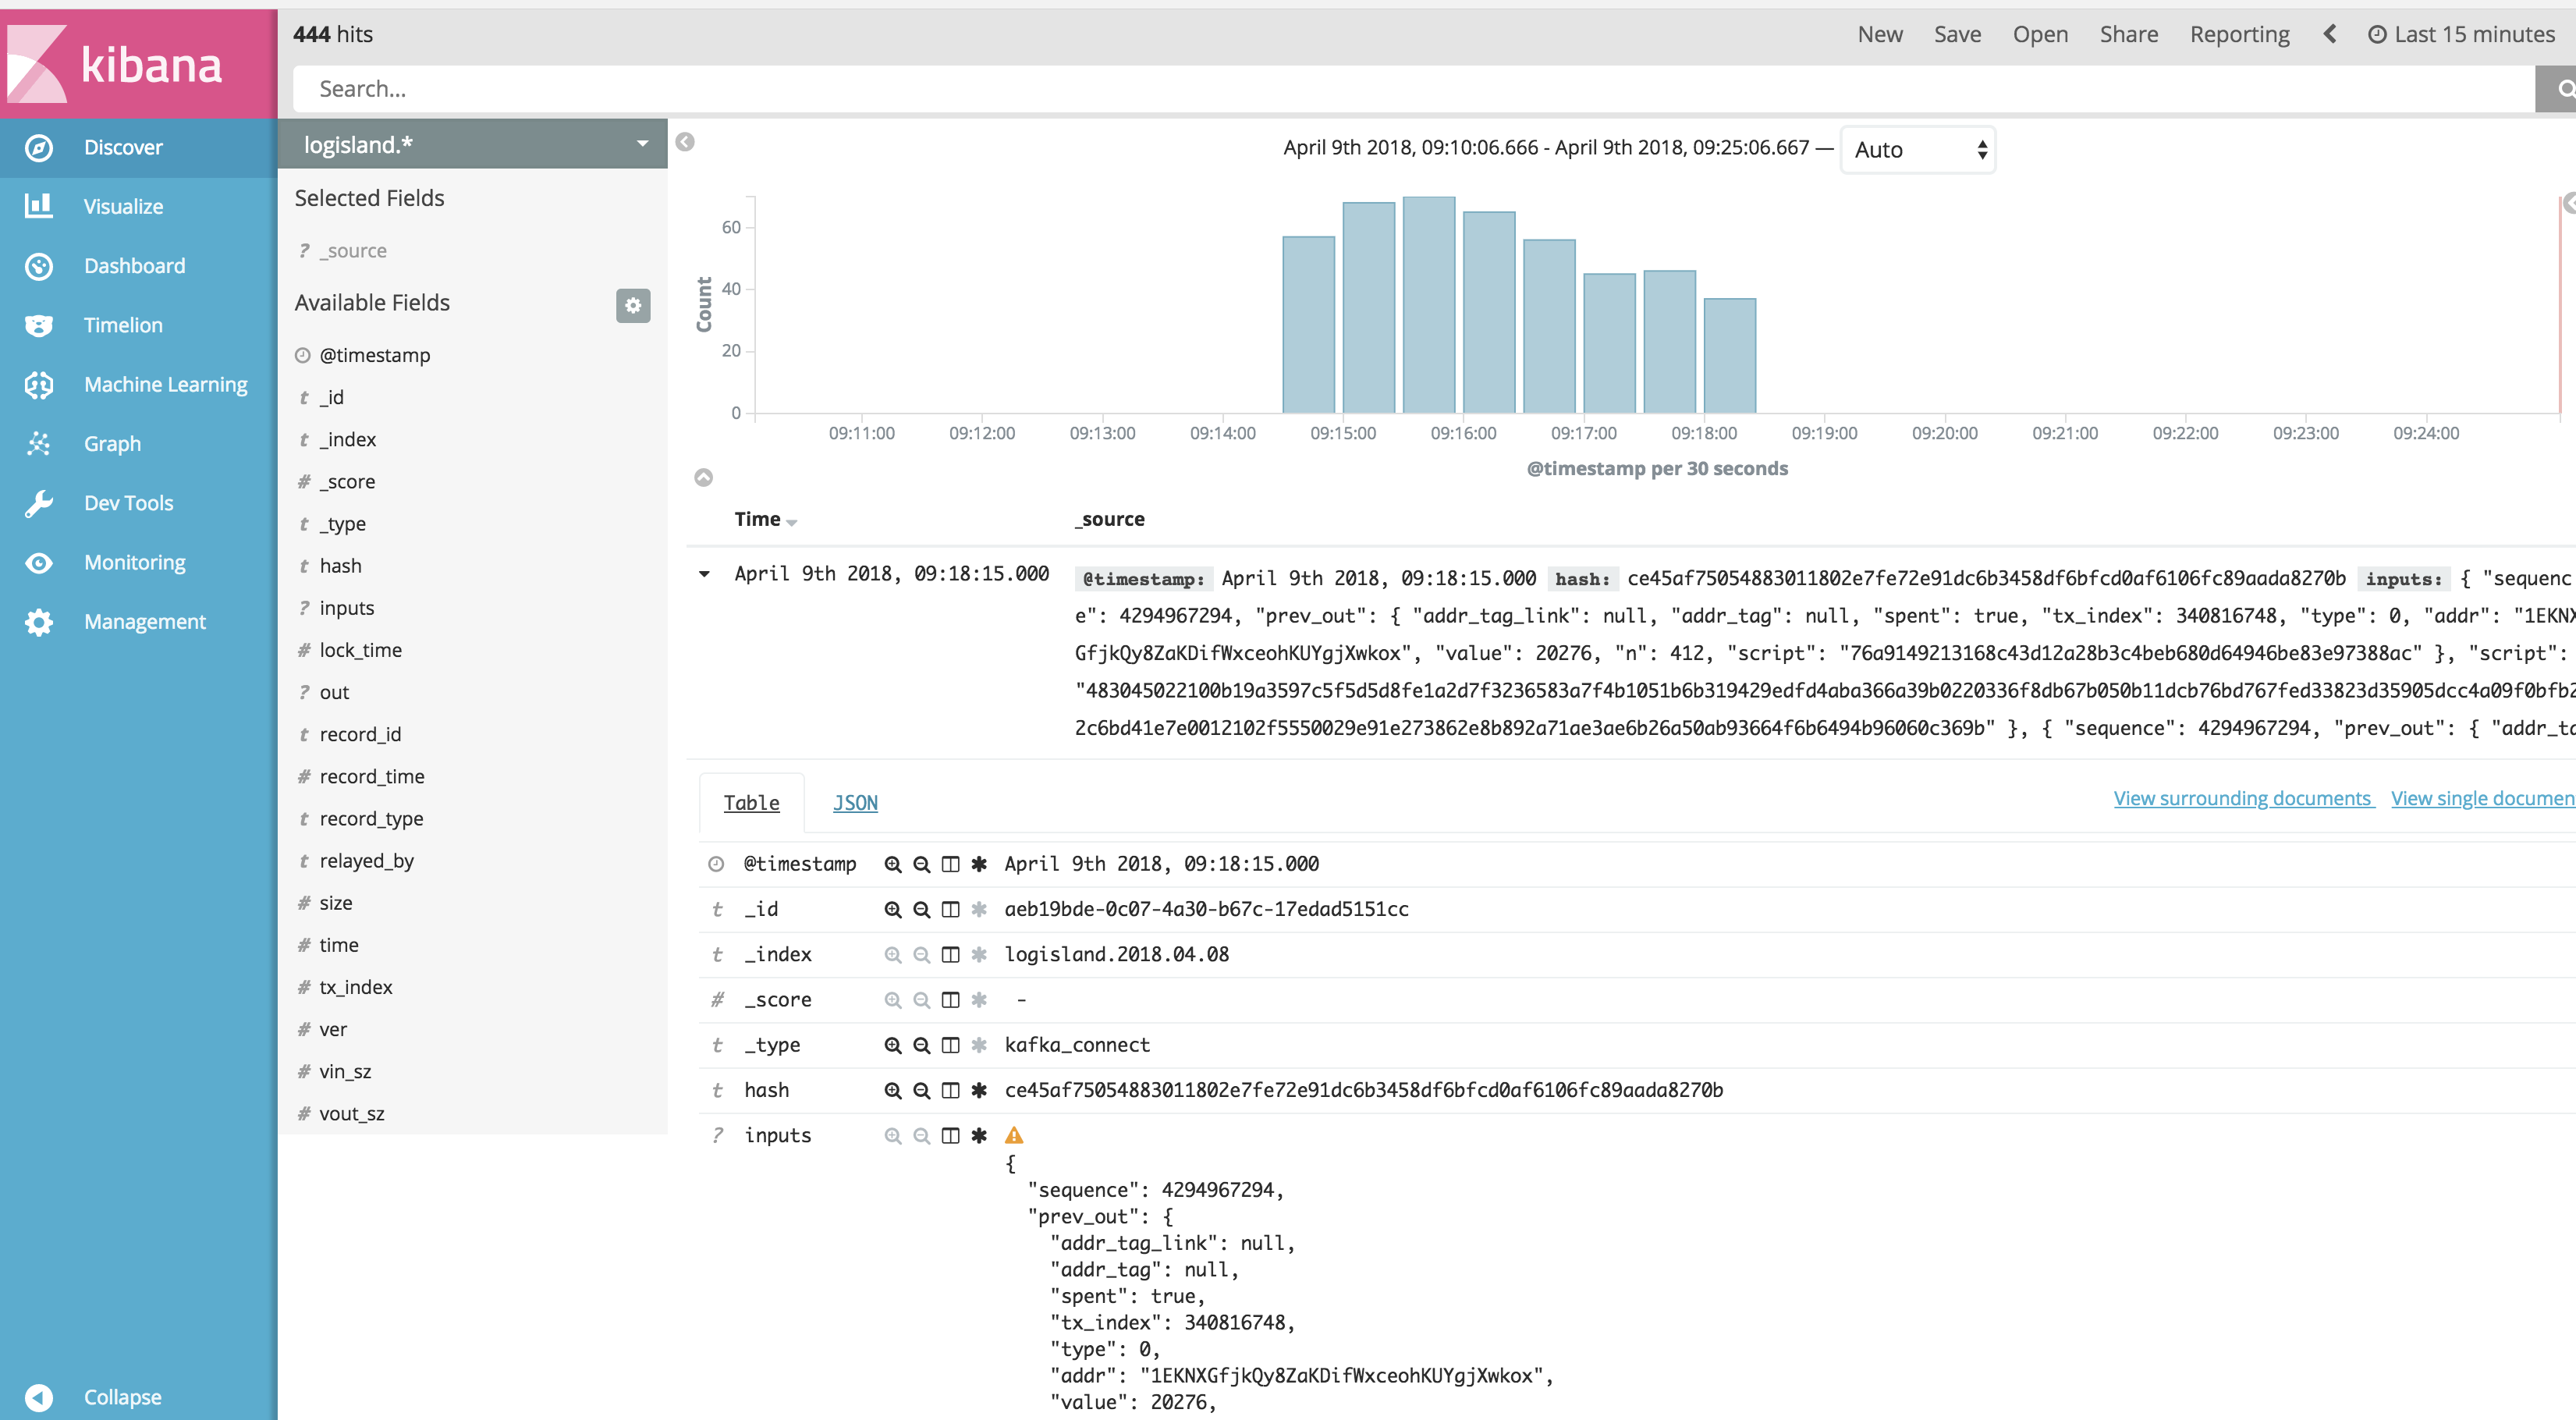 kibana
Discover
Visualize
Dashboard
Timelion
Machine Learning
Graph
Dev Tools
Monitoring
Management
Collapse
444 hits
New Save Open Share Reporting Last 15 minutes
Search...
logisland.*
Selected Fields
? _source
Available Fields
@timestamp
t _id
t _index
# _score
t _type
t hash
? inputs
# lock_time
? out
t record_id
# record_time
t record_type
t relayed_by
# size
# time
# tx_index
# ver
# vin_sz
# vout_sz
April 9th 2018, 09:10:06.666 - April 9th 2018, 09:25:06.667 — Auto
Count
60
40
20
0
09:11:00 09:12:00 09:13:00 09:14:00 09:15:00 09:16:00 09:17:00 09:18:00 09:19:00 09:20:00 09:21:00 09:22:00 09:23:00 09:24:00
@timestamp per 30 seconds
Time _source
April 9th 2018, 09:18:15.000 @timestamp: April 9th 2018, 09:18:15.000 hash: ce45af75054883011802e7fe72e91dc6b3458df6bfcd0af6106fc89aada8270b inputs: { "sequenc
e": 4294967294, "prev_out": { "addr_tag_link": null, "addr_tag": null, "spent": true, "tx_index": 340816748, "type": 0, "addr": "1EKNX
GfjkQy8ZaKDifWxceohKUYgjXwkox", "value": 20276, "n": 412, "script": "76a9149213168c43d12a28b3c4beb680d64946be83e97388ac" }, "script":
"483045022100b19a3597c5f5d5d8fe1a2d7f3236583a7f4b1051b6b319429edfd4aba366a39b0220336f8db67b050b11dcb76bd767fed33823d35905dcc4a09f0bfb2
2c6bd41e7e0012102f5550029e91e273862e8b892a71ae3ae6b26a50ab93664f6b6494b96060c369b" }, { "sequence": 4294967294, "prev_out": { "addr_ta
Table JSON View surrounding documents View single documen
@timestamp April 9th 2018, 09:18:15.000
t _id aeb19bde-0c07-4a30-b67c-17edad5151cc
t _index logisland.2018.04.08
# _score -
t _type kafka_connect
t hash ce45af75054883011802e7fe72e91dc6b3458df6bfcd0af6106fc89aada8270b
? inputs
{
"sequence": 4294967294,
"prev_out": {
"addr_tag_link": null,
"addr_tag": null,
"spent": true,
"tx_index": 340816748,
"type": 0,
"addr": "1EKNXGfjkQy8ZaKDifWxceohKUYgjXwkox",
"value": 20276,